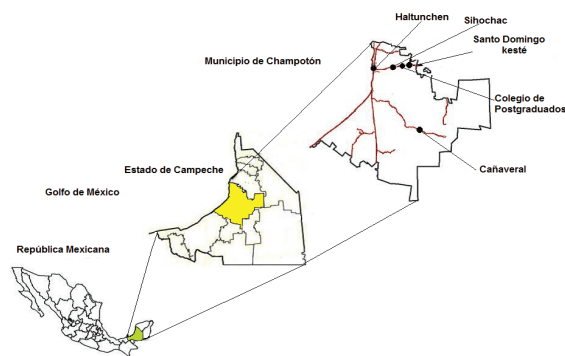 Haltunchen
Sihochac
Santo Domingo
kesté
Municipio de Champotón
Colegio de
Postgraduados
Cañaveral
Estado de Campeche
Golfo de México
República Mexicana